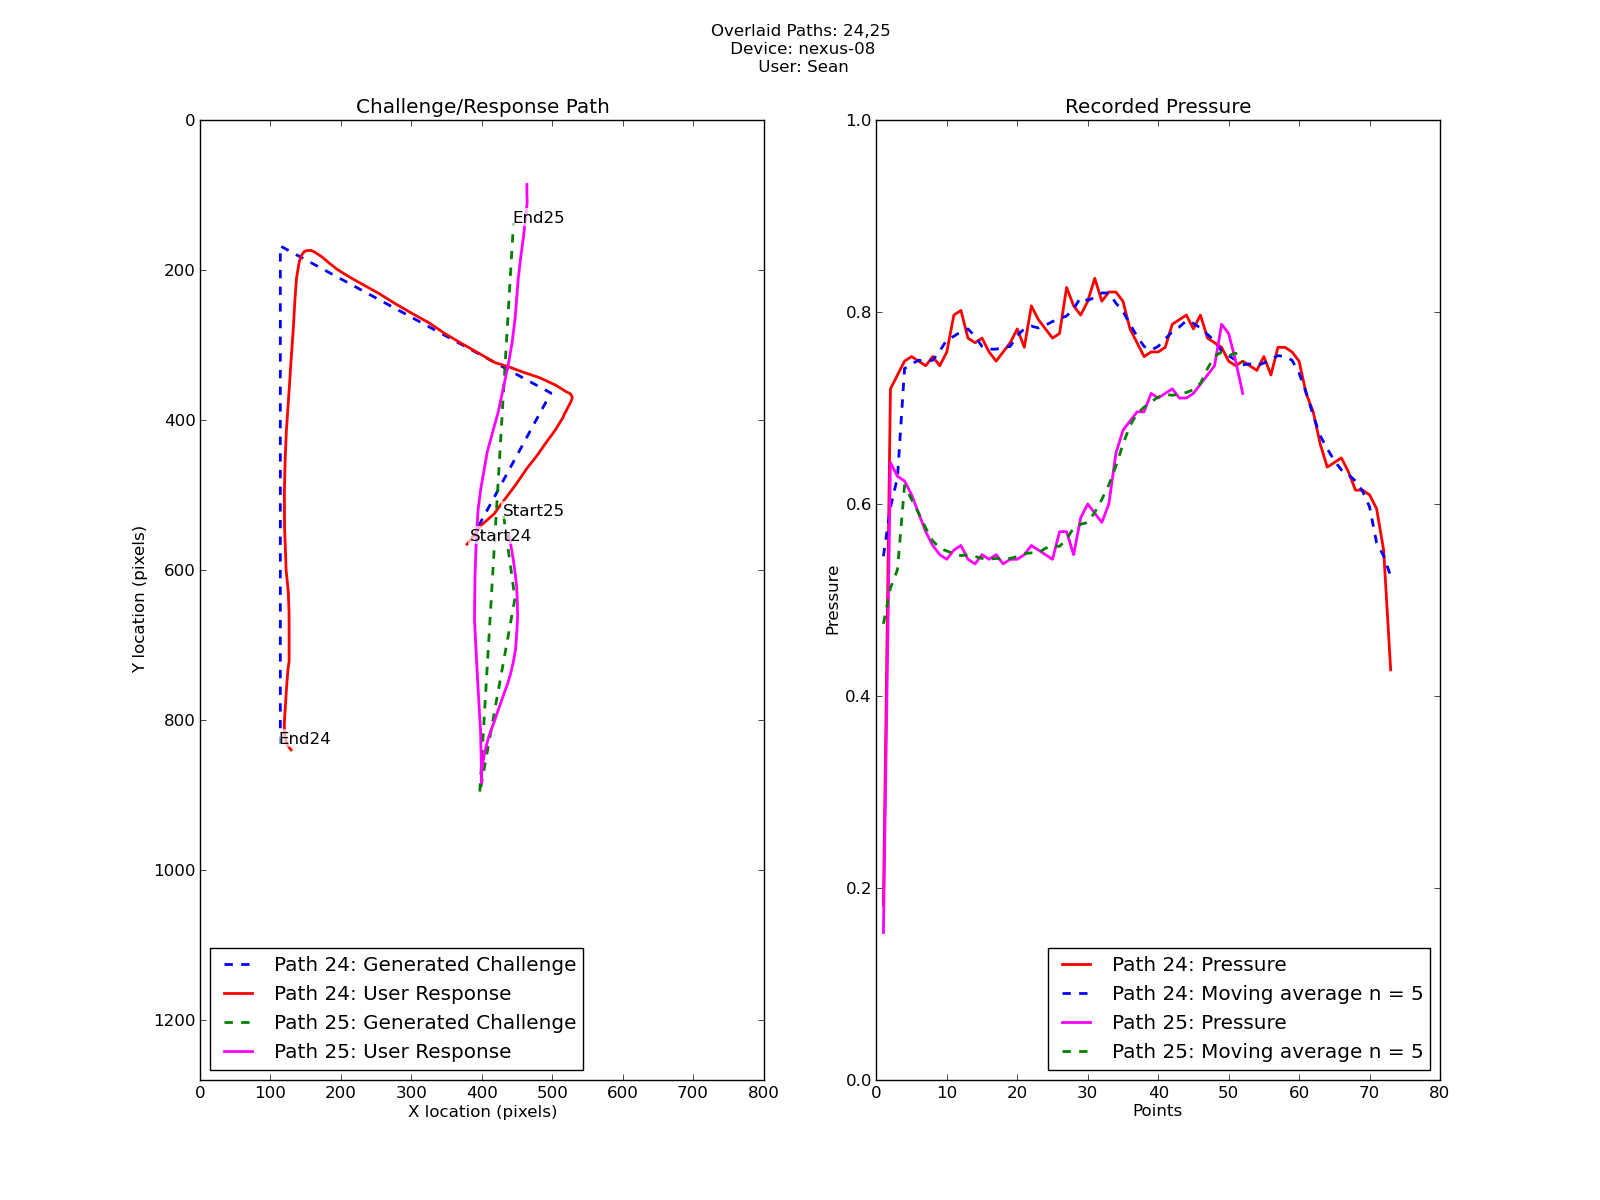 Overlaid Paths: 24,25
Device: nexus-08
User: Sean
Challenge/Response Path
0
200
400
600
800
1000
1200
Y location (pixels)
End25
Start25
Start24
End24
Path 24: Generated Challenge
Path 24: User Response
Path 25: Generated Challenge
Path 25: User Response
0 100 200 300 400 500 600 700 800
X location (pixels)
Recorded Pressure
1.0
0.8
0.6
0.4
0.2
0.0
Pressure
Path 24: Pressure
Path 24: Moving average n = 5
Path 25: Pressure
Path 25: Moving average n = 5
0 10 20 30 40 50 60 70 80
Points